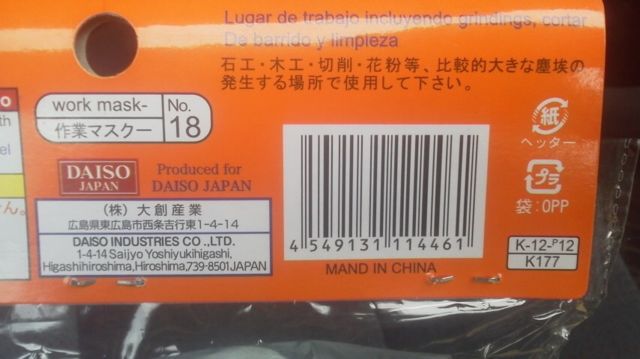 Lugar de trabajo incluyendo grindings, cortar
De barrido y limpieza
石工・木工・切削・花粉等、比較的大きな塵埃の
発生する場所で使用して下さい。
work mask-
作業マスクー
No.
18
DAISO
JAPAN
Produced for
DAISO JAPAN
(株)大創産業
広島県東広島市西条吉行東1-4-14
DAISO INDUSTRIES CO.,LTD.
1-4-14 Saijyo Yoshiyukihigashi,
Higashihiroshima,Hiroshima,739-8501JAPAN
4 549131 114461
MAND IN CHINA
紙
ヘッター
プラ
袋:OPP
K-12-P12
K177